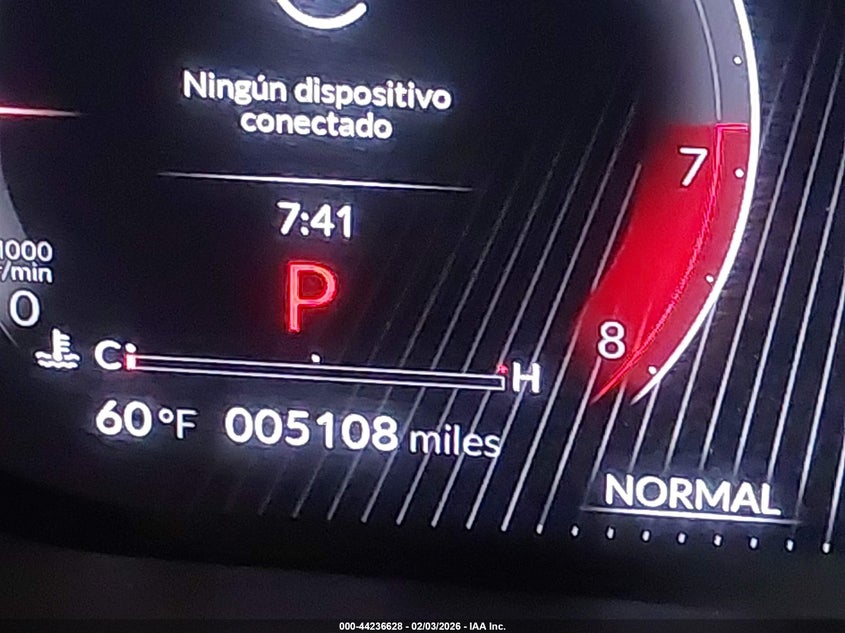 Ningún dispositivo
conectado
7
7:41
1000
r/min
P
0
8
C H
60°F 005108 miles
NORMAL
000-44236628 - 02/03/2026 - IAA Inc.